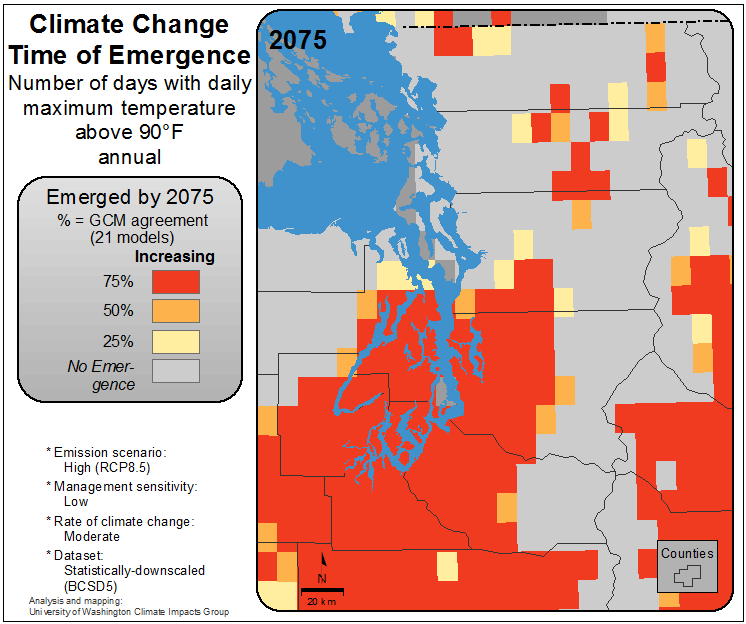 Climate Change
Time of Emergence
Number of days with daily
maximum temperature
above 90°F
annual
Emerged by 2075
% = GCM agreement
(21 models)
Increasing
75%
50%
25%
No Emer-
gence
* Emission scenario:
High (RCP8.5)
* Management sensitivity:
Low
* Rate of climate change:
Moderate
* Dataset:
Statistically-downscaled
(BCSD5)
Analysis and mapping:
University of Washington Climate Impacts Group
2075
N
20 km
Counties